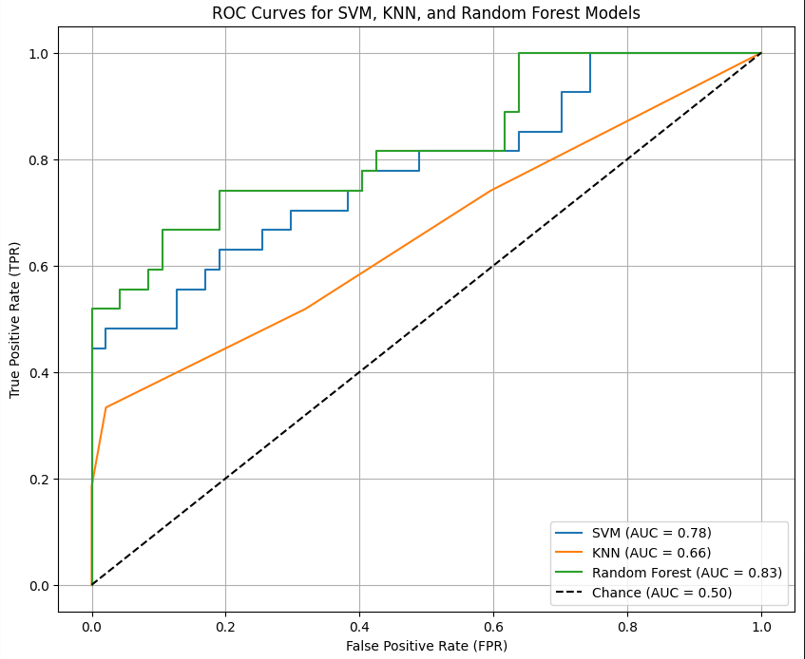 ROC Curves for SVM, KNN, and Random Forest Models
True Positive Rate (TPR)
1.0
0.8
0.6
0.4
0.2
0.0
SVM (AUC = 0.78)
KNN (AUC = 0.66)
Random Forest (AUC = 0.83)
Chance (AUC = 0.50)
0.0 0.2 0.4 0.6 0.8 1.0
False Positive Rate (FPR)